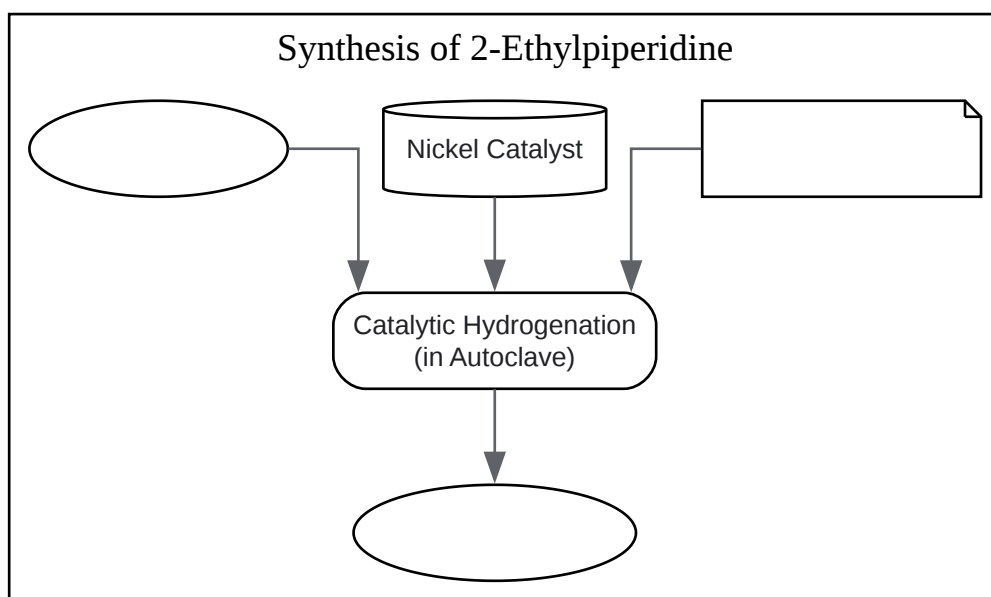 Synthesis of 2-Ethylpiperidine
Nickel Catalyst
Catalytic Hydrogenation
(in Autoclave)